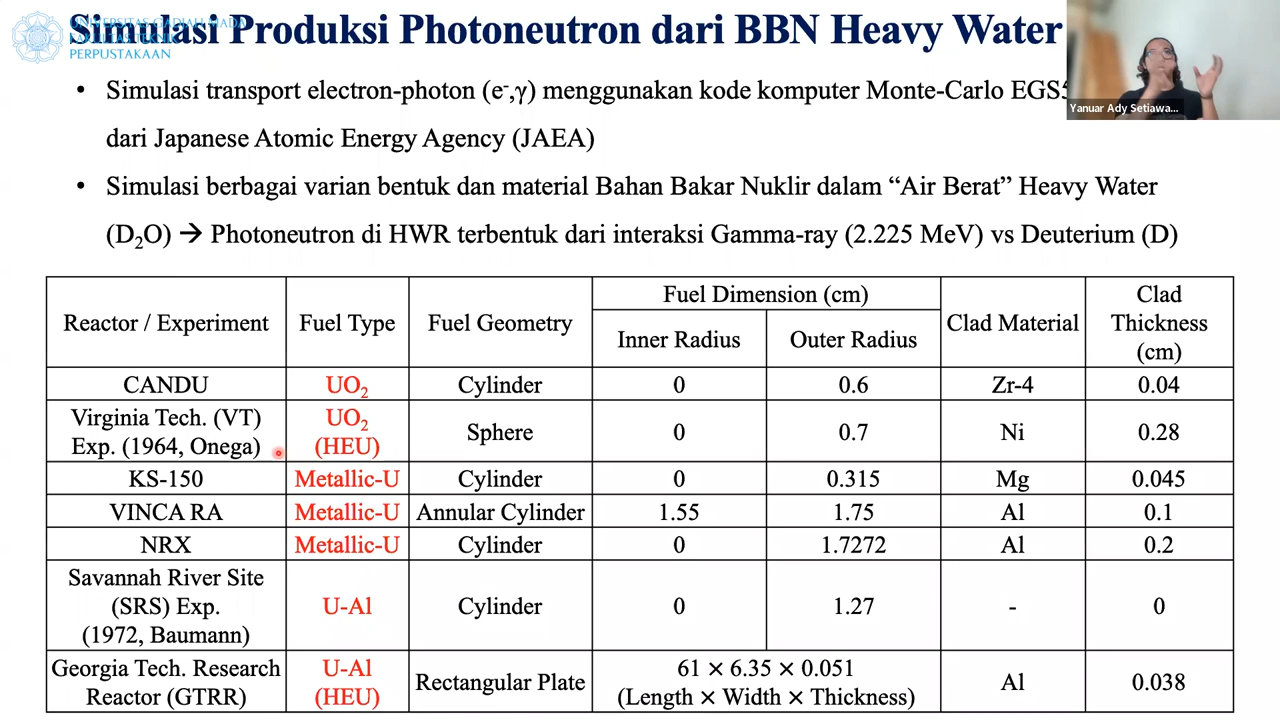 UNIVERSITAS GADJAH MADA
FAKULTAS TEKNIK
PERPUSTAKAAN
Simulasi Produksi Photoneutron dari BBN Heavy Water
Yanuar Ady Setiawa...
• Simulasi transport electron-photon (e⁻,γ) menggunakan kode komputer Monte-Carlo EGS5
dari Japanese Atomic Energy Agency (JAEA)
• Simulasi berbagai varian bentuk dan material Bahan Bakar Nuklir dalam “Air Berat” Heavy Water
(D₂O) → Photoneutron di HWR terbentuk dari interaksi Gamma-ray (2.225 MeV) vs Deuterium (D)
Reactor / Experiment Fuel Type Fuel Geometry Fuel Dimension (cm) Clad Material Clad
Thickness
(cm)
Inner Radius Outer Radius
CANDU UO₂ Cylinder 0 0.6 Zr-4 0.04
Virginia Tech. (VT)
Exp. (1964, Onega) UO₂
(HEU) Sphere 0 0.7 Ni 0.28
KS-150 Metallic-U Cylinder 0 0.315 Mg 0.045
VINCA RA Metallic-U Annular Cylinder 1.55 1.75 Al 0.1
NRX Metallic-U Cylinder 0 1.7272 Al 0.2
Savannah River Site
(SRS) Exp.
(1972, Baumann) U-Al Cylinder 0 1.27 - 0
Georgia Tech. Research
Reactor (GTRR) U-Al
(HEU) Rectangular Plate 61 × 6.35 × 0.051
(Length × Width × Thickness) Al 0.038